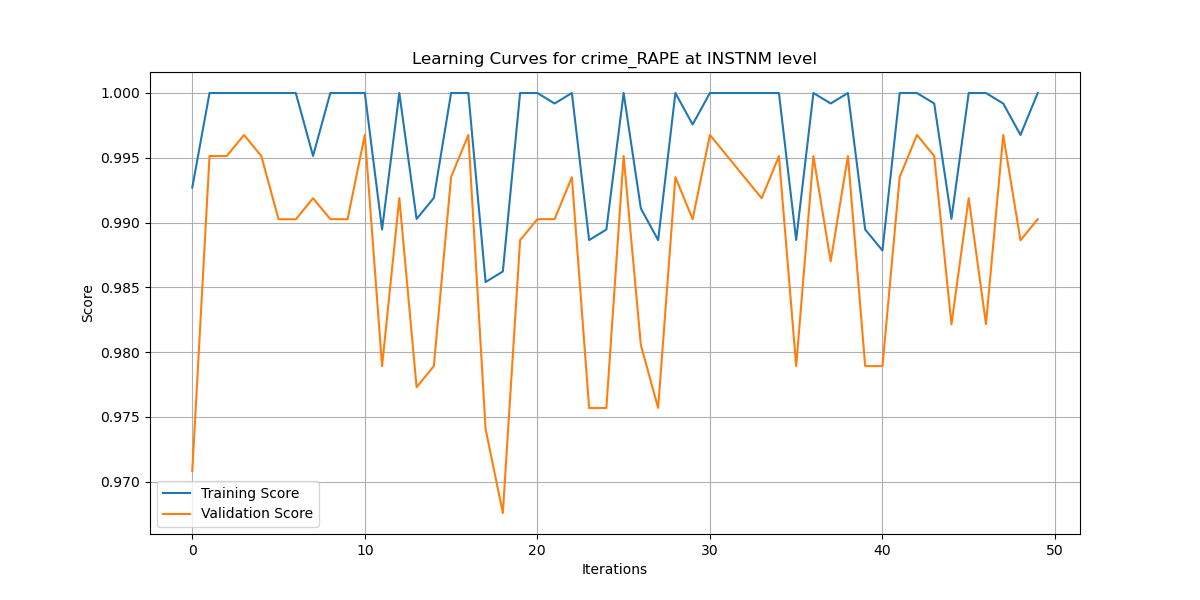 Learning Curves for crime_RAPE at INSTNM level
1.000
0.995
0.990
0.985
0.980
0.975
0.970
Score
Training Score
Validation Score
0 10 20 30 40 50
Iterations